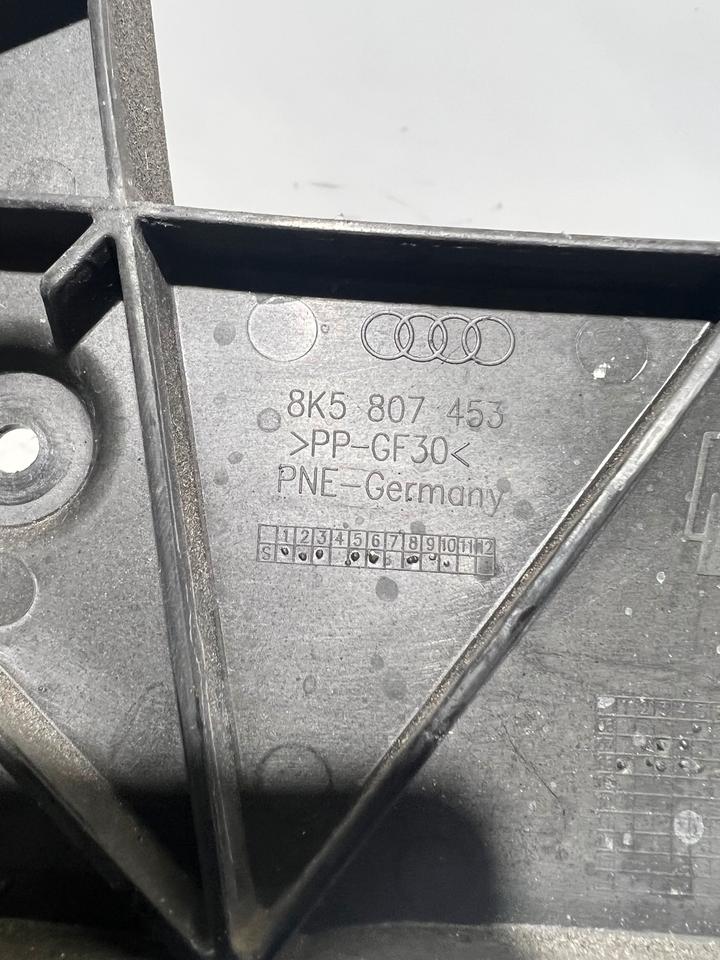 8K5 807 453
>PP-GF30<
PNE-Germany
1 2 3 4 5 6 7 8 9 10 11 12
S